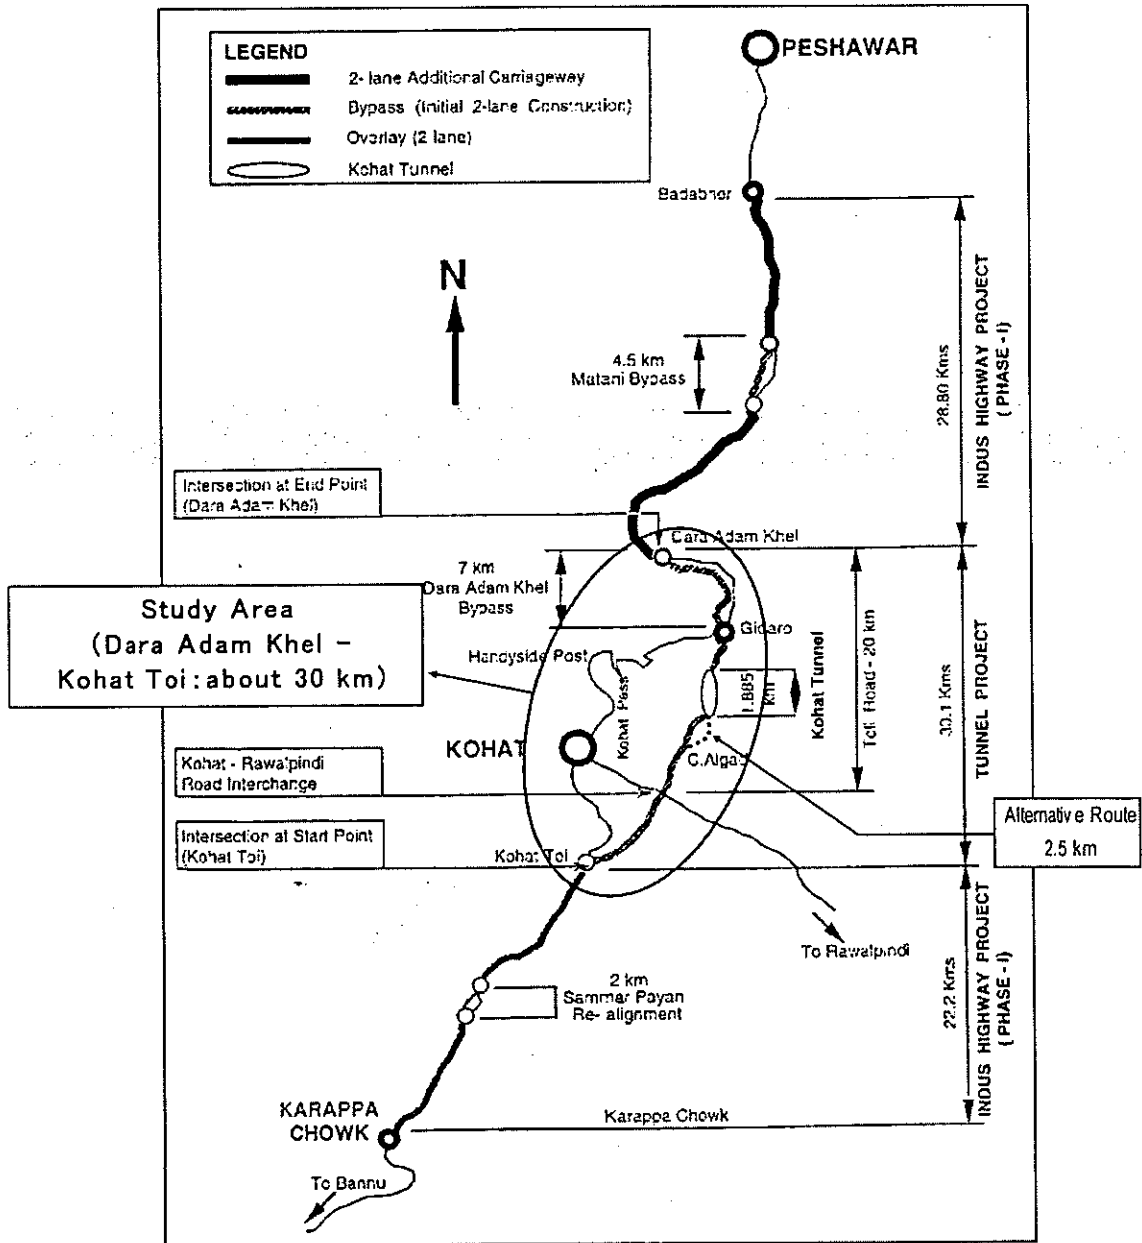 PESHAWAR
LEGEND
2-lane Additional Carriageway
Bypass (Initial 2-lane Construction)
Overlay (2 lane)
Kohat Tunnel
Badabher
N
4.5 km
Matani Bypass
28.80 Kms
INDUS HIGHWAY PROJECT
(PHASE - I)
Intersection at End Point
(Dara Adam Khel)
Dara Adam Khel
7 km
Dara Adam Khel
Bypass
Study Area
(Dara Adam Khel –
Kohat Toi:about 30 km)
Gidaro
Handyside Post
Kohat Pass
1.885
km
Kohat Tunnel
Toll Road - 20 km
30.1 Kms
TUNNEL PROJECT
KOHAT
C.Algad
Kohat - Rawalpindi
Road Interchange
Alternative Route
2.5 km
Intersection at Start Point
(Kohat Toi)
Kohat Toi
To Rawalpindi
2 km
Sammar Payan
Re- alignment
22.2 Kms
INDUS HIGHWAY PROJECT
(PHASE - I)
KARAPPA
CHOWK
Karappa Chowk
To Bannu